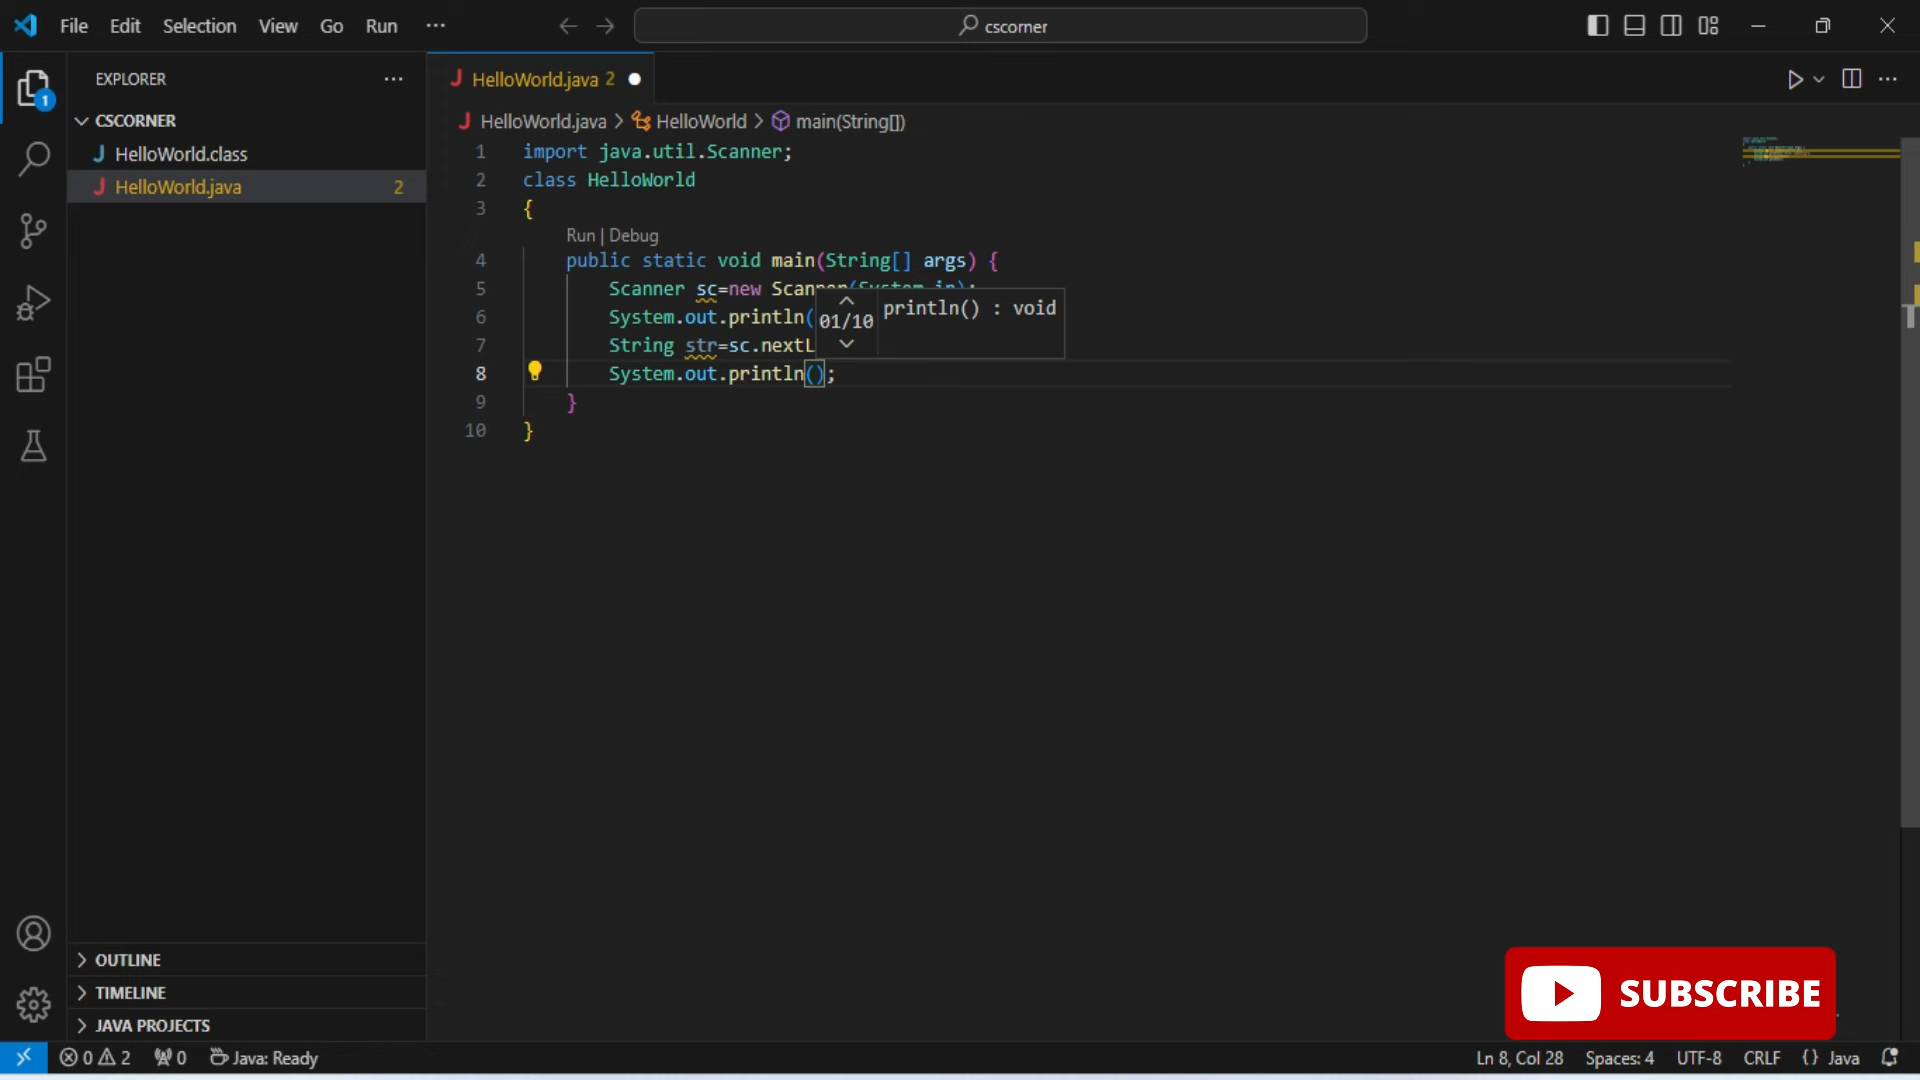 File Edit Selection View Go Run ··· cscorner
EXPLORER ···
CSCORNER
HelloWorld.class
HelloWorld.java 2
1
HelloWorld.java 2
HelloWorld.java > HelloWorld > main(String[])
1 import java.util.Scanner;
2 class HelloWorld
3 {
Run | Debug
4 public static void main(String[] args) {
5 Scanner sc=new Scanner(System.in);
6 System.out.println(
7 String str=sc.nextL
01/10 println() : void
8 System.out.println();
9 }
10 }
OUTLINE
TIMELINE
JAVA PROJECTS
SUBSCRIBE
0 2 0 Java: Ready Ln 8, Col 28 Spaces: 4 UTF-8 CRLF {} Java